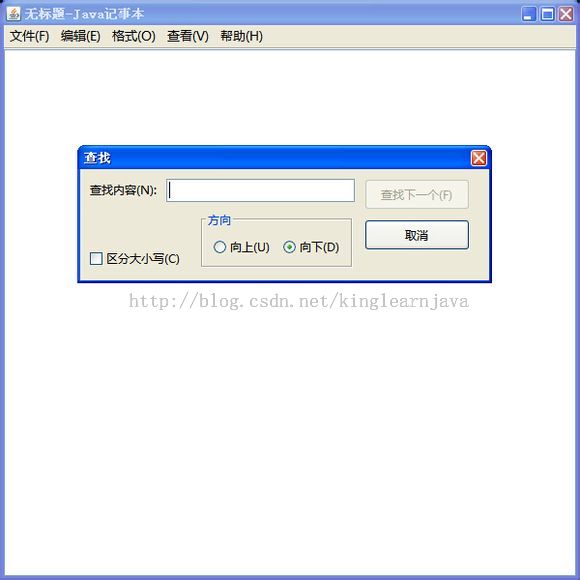 无标题-Java记事本
文件(F) 编辑(E) 格式(O) 查看(V) 帮助(H)
查找
查找内容(N): 查找下一个(F)
方向
向上(U) 向下(D) 取消
区分大小写(C)
http://blog.csdn.net/kinglearnjava